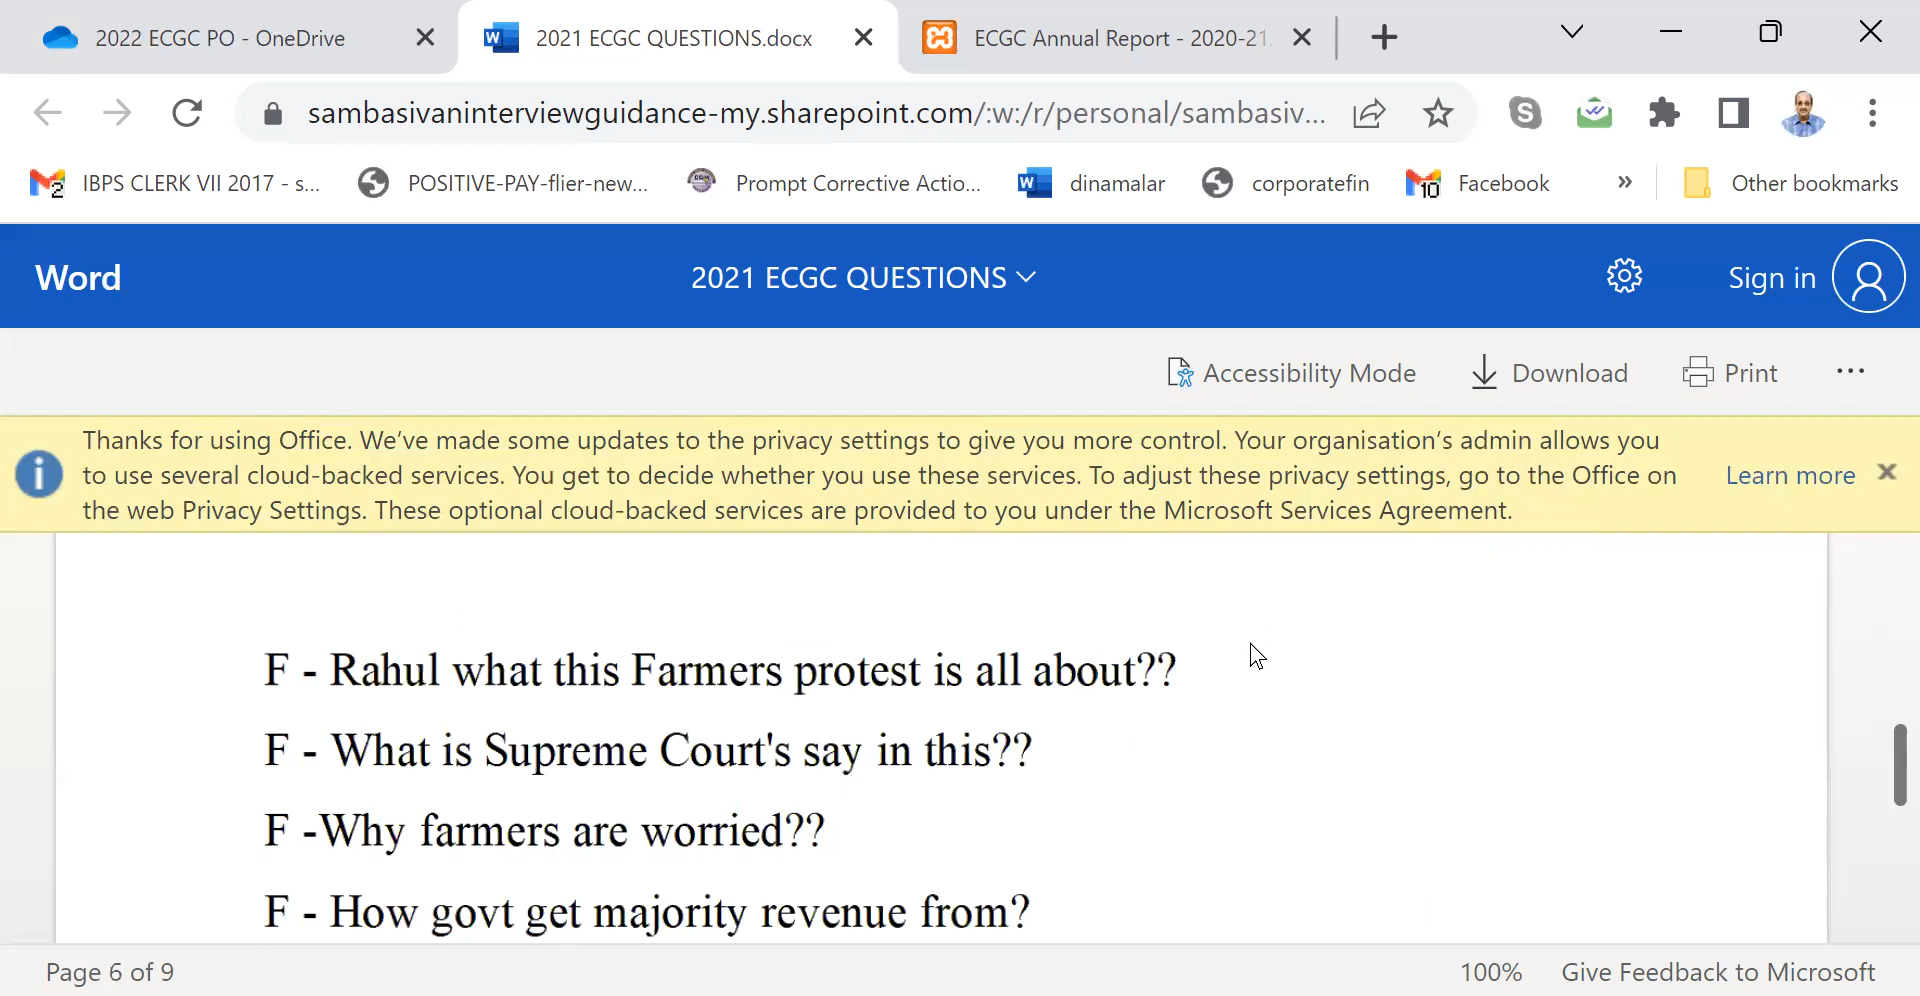 2022 ECGC PO - OneDrive
2021 ECGC QUESTIONS.docx
ECGC Annual Report - 2020-21
sambasivaninterviewguidance-my.sharepoint.com/:w:/r/personal/sambasiv...
2 IBPS CLERK VII 2017 - s...
POSITIVE-PAY-flier-new...
Prompt Corrective Actio...
dinamalar
corporatefin
10 Facebook
»
Other bookmarks
Word
2021 ECGC QUESTIONS
Sign in
Accessibility Mode
Download
Print
...
Thanks for using Office. We've made some updates to the privacy settings to give you more control. Your organisation's admin allows you
to use several cloud-backed services. You get to decide whether you use these services. To adjust these privacy settings, go to the Office on
the web Privacy Settings. These optional cloud-backed services are provided to you under the Microsoft Services Agreement.
Learn more
F - Rahul what this Farmers protest is all about??
F - What is Supreme Court's say in this??
F -Why farmers are worried??
F - How govt get majority revenue from?
Page 6 of 9
100%
Give Feedback to Microsoft